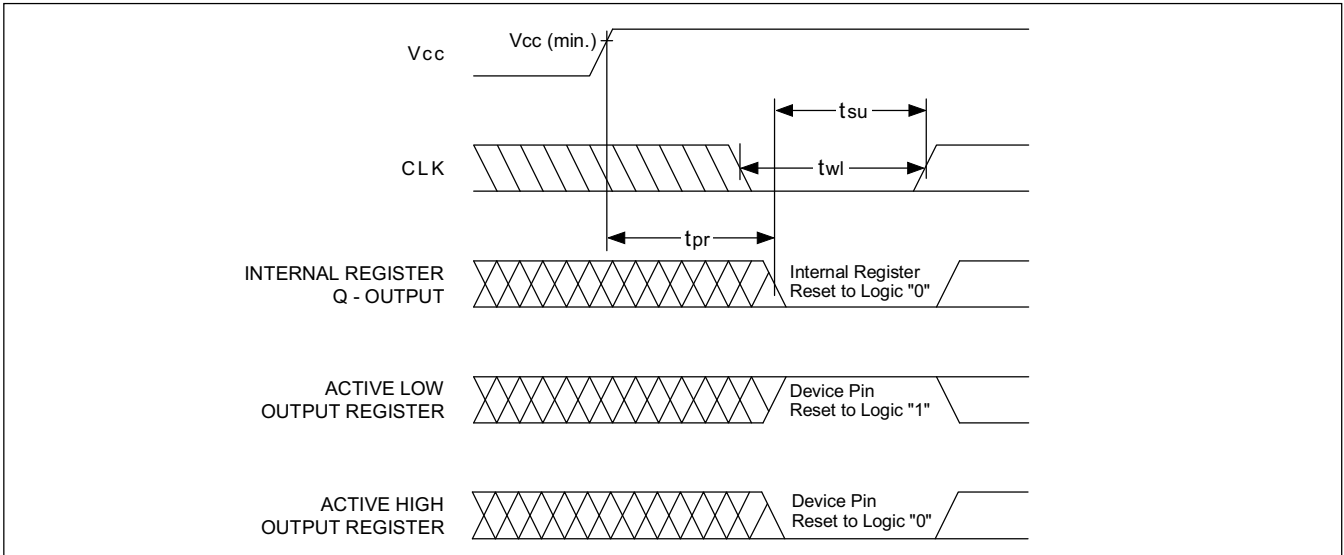 Vcc
Vcc (min.)
tsu
CLK
twl
tpr
INTERNAL REGISTER
Q - OUTPUT
Internal Register
Reset to Logic "0"
ACTIVE LOW
OUTPUT REGISTER
Device Pin
Reset to Logic "1"
ACTIVE HIGH
OUTPUT REGISTER
Device Pin
Reset to Logic "0"